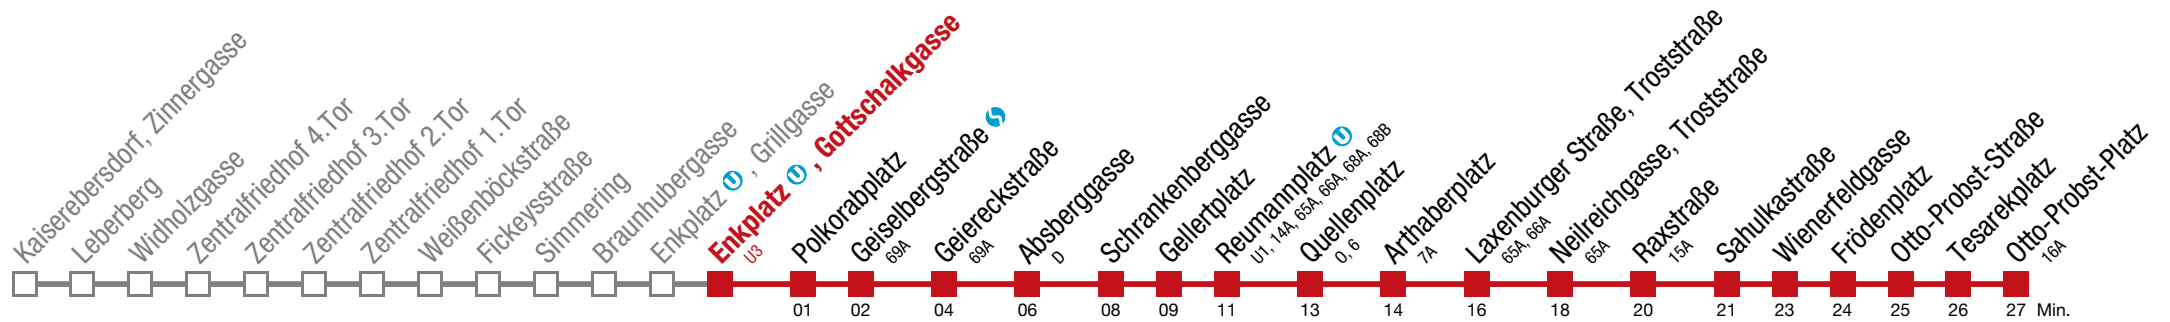 Kaiserebersdorf, Zinnergasse
Leberberg
Widholzgasse
Zentralfriedhof 4.Tor
Zentralfriedhof 3.Tor
Zentralfriedhof 2.Tor
Zentralfriedhof 1.Tor
Weißenböckstraße
Fickeysstraße
Simmering
Braunhubergasse
Enkplatz U, Grillgasse
Enkplatz U, Gottschalkgasse
U3
Polkorabplatz
Geiselbergstraße S
69A
Geiereckstraße
69A
Absberggasse
D
Schrankenberggasse
Gellertplatz
Reumannplatz U
U1, 14A, 65A, 66A, 68A, 68B
Quellenplatz
O, 6
Arthaberplatz
7A
Laxenburger Straße, Troststraße
65A, 66A
Neilreichgasse, Troststraße
65A
Raxstraße
15A
Sahulkastraße
Wienerfeldgasse
Frödenplatz
Otto-Probst-Straße
Tesarekplatz
Otto-Probst-Platz
16A
01 02 04 06 08 09 11 13 14 16 18 20 21 23 24 25 26 27 Min.